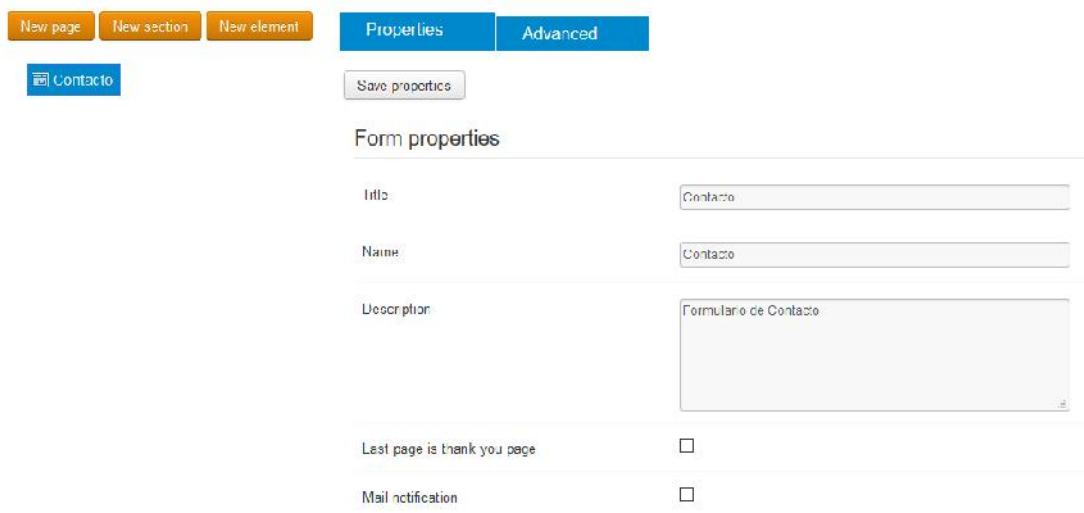 New page New section New element
Properties Advanced
Contacto
Save properties
Form properties
Title Contacto
Name Contacto
Description Formulario de Contacto
Last page is thank you page
Mail notification